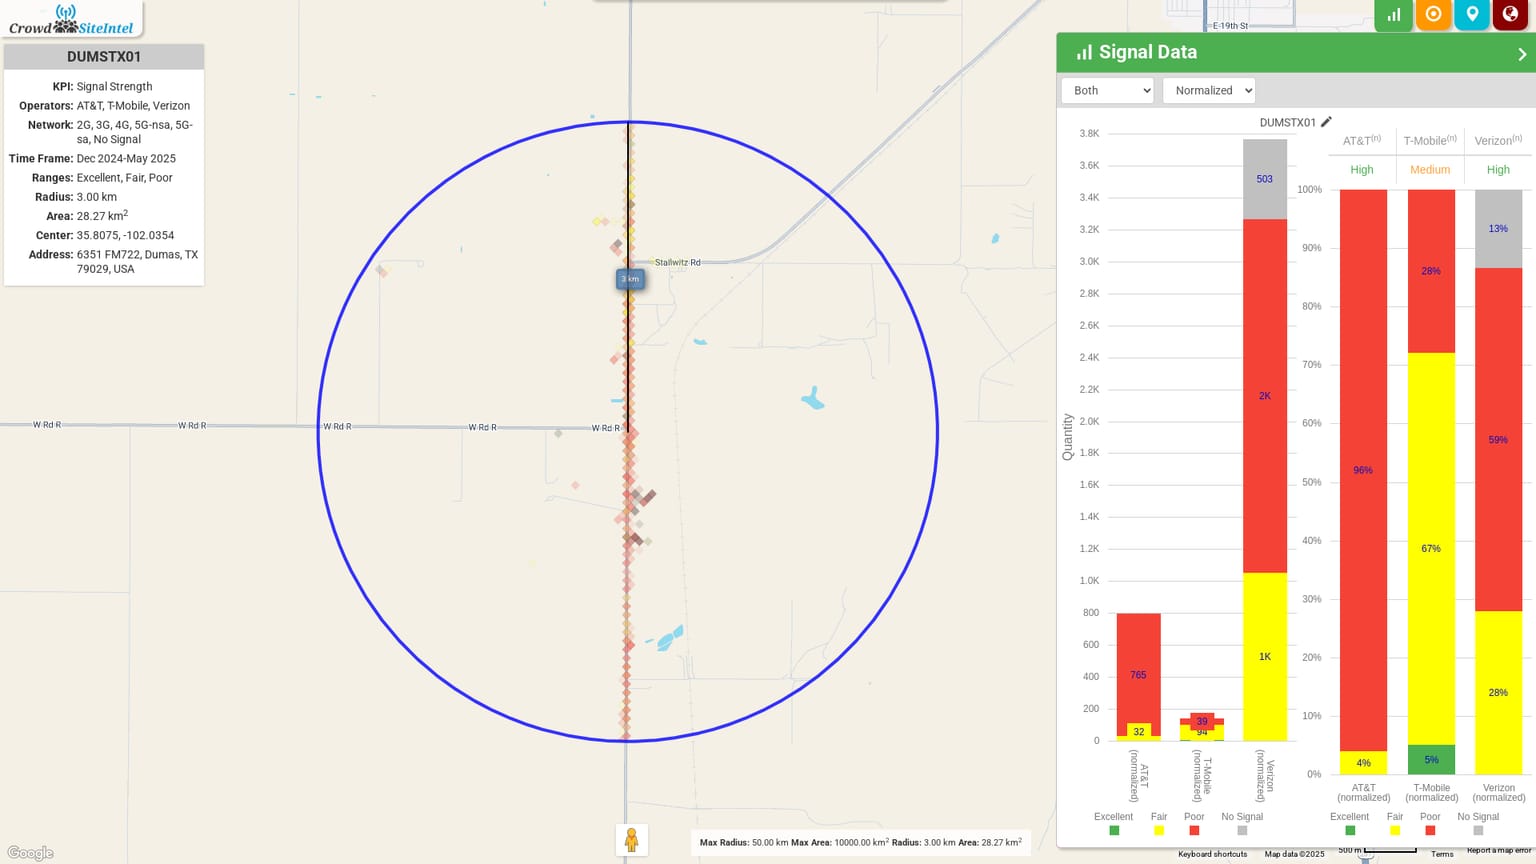 Crowd SiteIntel
DUMSTX01
KPI: Signal Strength
Operators: AT&T, T-Mobile, Verizon
Network: 2G, 3G, 4G, 5G-nsa, 5G-
sa, No Signal
Time Frame: Dec 2024-May 2025
Ranges: Excellent, Fair, Poor
Radius: 3.00 km
Area: 28.27 km²
Center: 35.8075, -102.0354
Address: 6351 FM722, Dumas, TX
79029, USA
E 19th St
Stallwitz Rd
3 km
W Rd R W Rd R W Rd R W Rd R W Rd R
Signal Data
Both Normalized
DUMSTX01
Quantity
3.8K
3.6K
3.4K
3.2K
3.0K
2.8K
2.6K
2.4K
2.2K
2.0K
1.8K
1.6K
1.4K
1.2K
1.0K
800
600
400
200
0
765
32
39
94
503
2K
1K
AT&T
(normalized)
T-Mobile
(normalized)
Verizon
(normalized)
Excellent Fair Poor No Signal
AT&T(n) T-Mobile(n) Verizon(n)
High Medium High
100%
90%
80%
70%
60%
50%
40%
30%
20%
10%
0%
96%
4%
28%
67%
5%
13%
59%
28%
AT&T
(normalized)
T-Mobile
(normalized)
Verizon
(normalized)
Excellent Fair Poor No Signal
Max Radius: 50.00 km Max Area: 10000.00 km² Radius: 3.00 km Area: 28.27 km²
Google
Keyboard shortcuts Map data ©2025 500 m Terms Report a map error